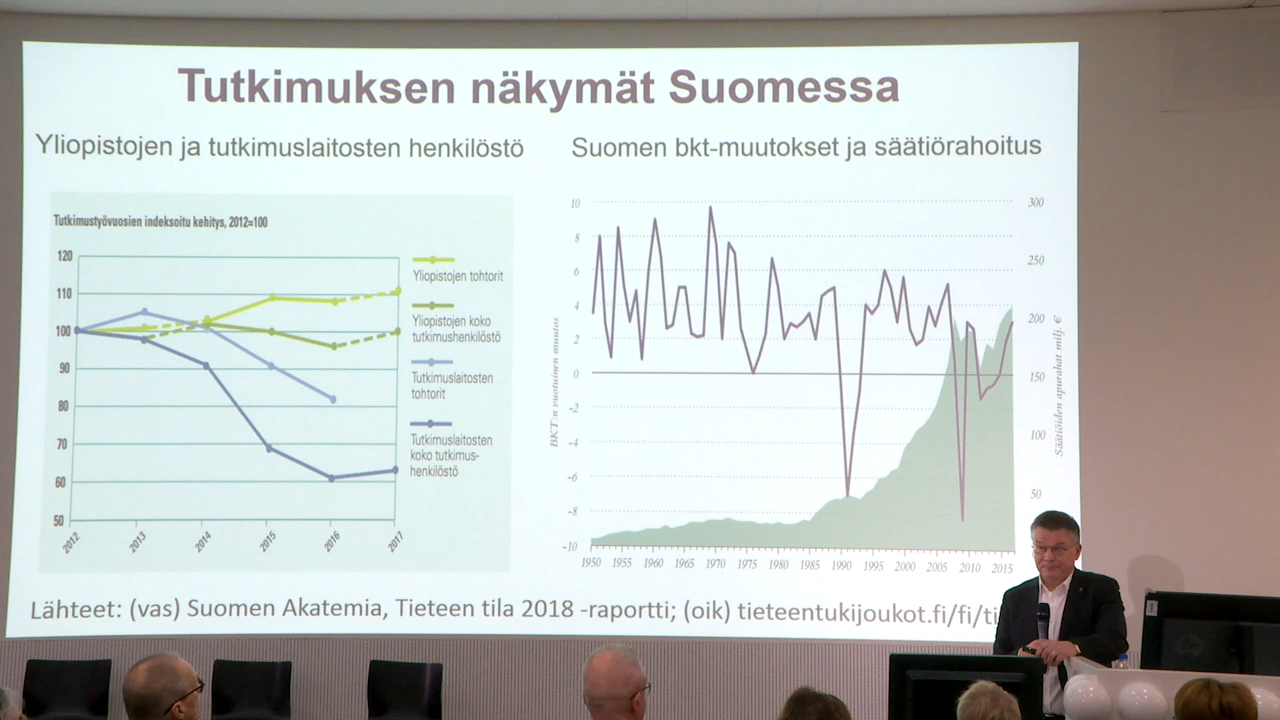 Tutkimuksen näkymät Suomessa
Yliopistojen ja tutkimuslaitosten henkilöstö
Suomen bkt-muutokset ja säätiörahoitus
Tutkimustyövuosien indeksoitu kehitys, 2012=100
120
110
100
90
80
70
60
50
2012 2013 2014 2015 2016 2017
Yliopistojen tohtorit
Yliopistojen koko
tutkimushenkilöstö
Tutkimuslaitosten
tohtorit
Tutkimuslaitosten
koko tutkimus-
henkilöstö
BKT:n vuotuinen muutos
10
8
6
4
2
0
-2
-4
-6
-8
-10
1950 1955 1960 1965 1970 1975 1980 1985 1990 1995 2000 2005 2010 2015
300
250
200
150
100
50
Säätiöiden apurahat milj. €
Lähteet: (vas) Suomen Akatemia, Tieteen tila 2018 -raportti; (oik) tieteentukijoukot.fi/fi/ti